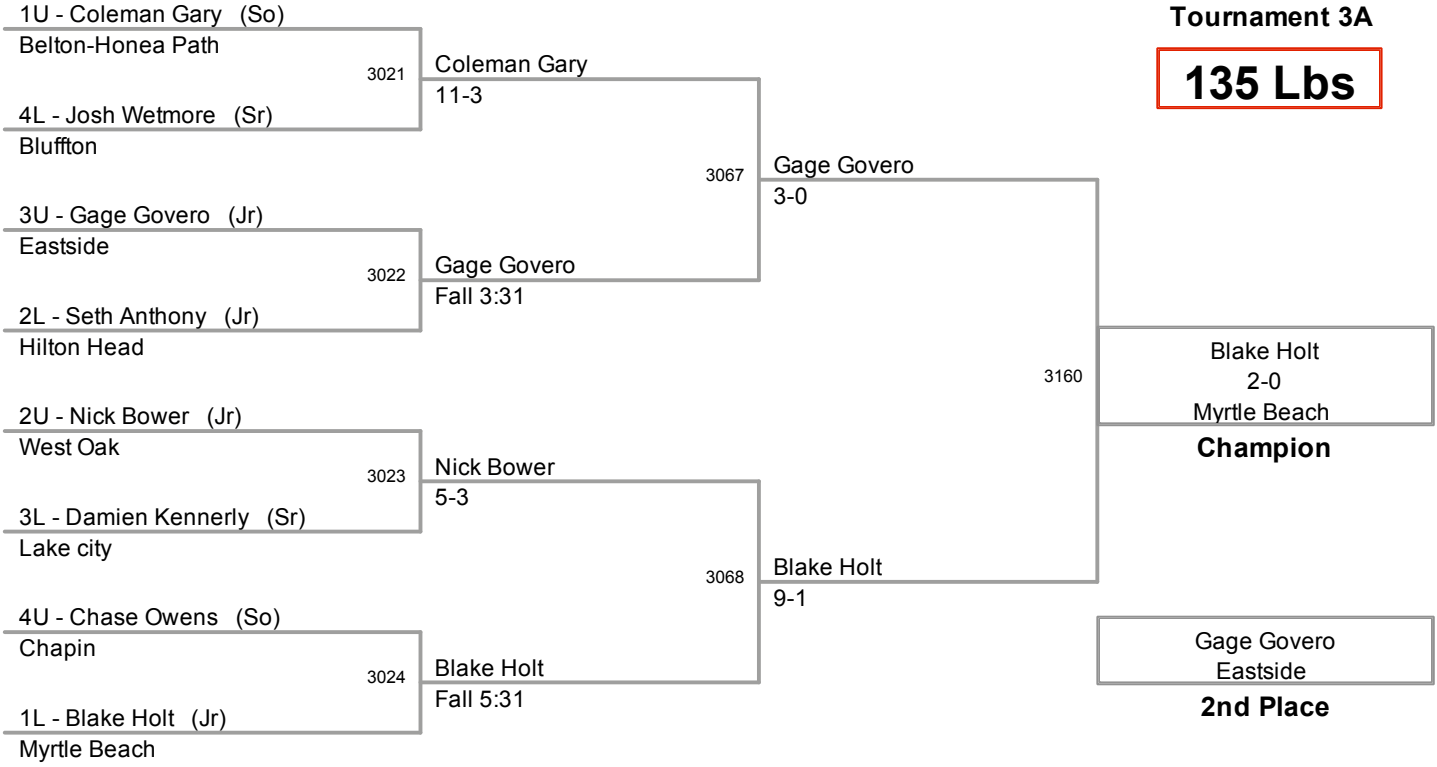 Tournament 3A
135 Lbs
1U - Coleman Gary (So)
Belton-Honea Path
3021
4L - Josh Wetmore (Sr)
Bluffton
3U - Gage Govero (Jr)
Eastside
3022
2L - Seth Anthony (Jr)
Hilton Head
2U - Nick Bower (Jr)
West Oak
3023
3L - Damien Kennerly (Sr)
Lake city
4U - Chase Owens (So)
Chapin
3024
1L - Blake Holt (Jr)
Myrtle Beach
Coleman Gary
11-3
3067
Gage Govero
Fall 3:31
Nick Bower
5-3
3068
Blake Holt
Fall 5:31
Gage Govero
3-0
3160
Blake Holt
9-1
Blake Holt
2-0
Myrtle Beach
Champion
Gage Govero
Eastside
2nd Place